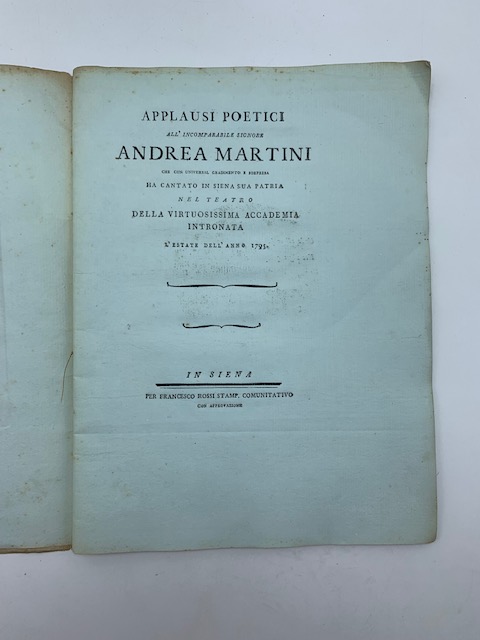 APPLAUSI POETICI
ALL' INCOMPARABILE SIGNORE
ANDREA MARTINI
CHE CON UNIVERSAL GRADIMENTO E SORPRESA
HA CANTATO IN SIENA SUA PATRIA
NEL TEATRO
DELLA VIRTUOSISSIMA ACCADEMIA
INTRONATA
L' ESTATE DELL' ANNO 1795.
IN SIENA
PER FRANCESCO ROSSI STAMP. COMUNITATIVO
CON APPROVAZIONE